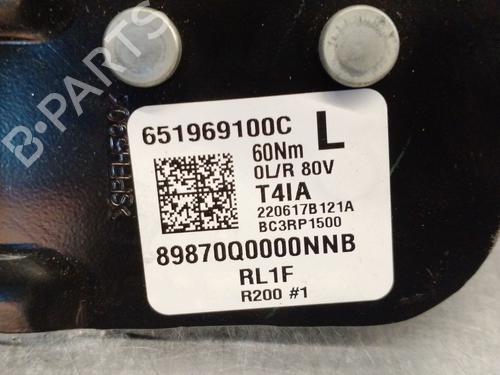 B-PARTS
651969100C
L
60Nm
0L/R 80V
T4IA
220617B121A
BC3RP1500
89870Q0000NNB
RL1F
R200 #1